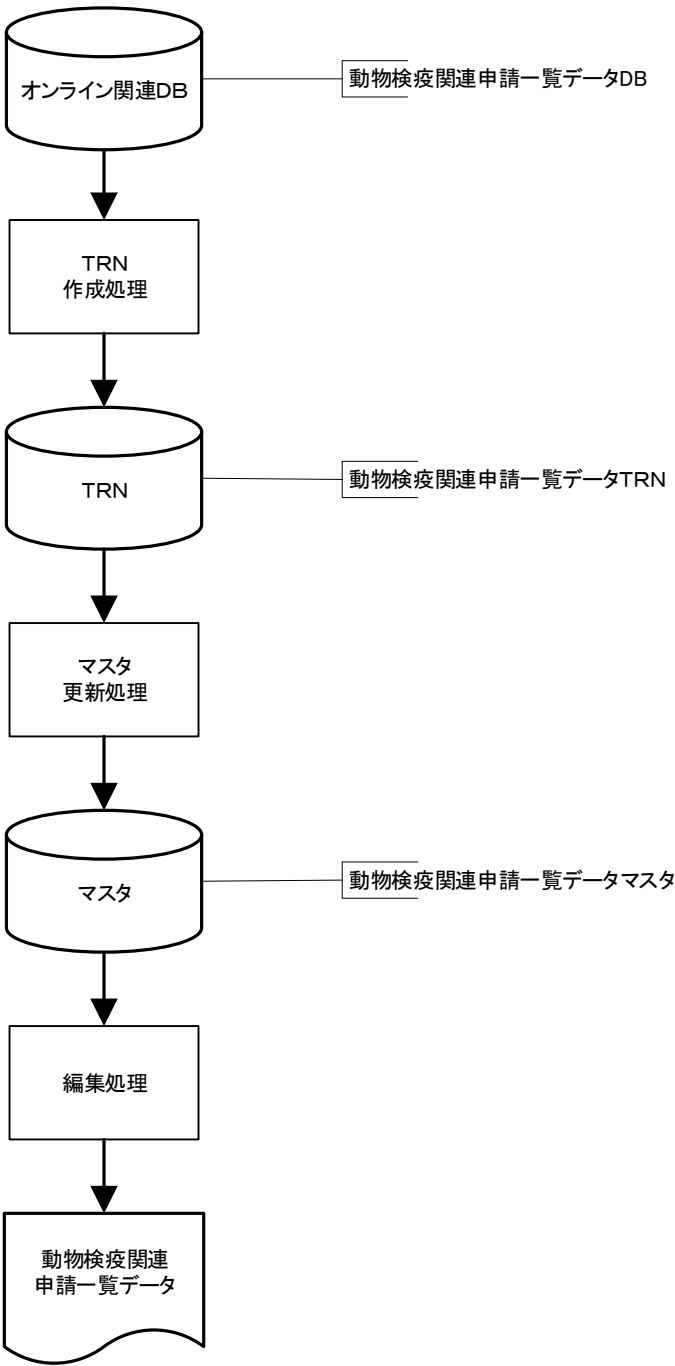 オンライン関連DB
動物検疫関連申請一覧データDB
TRN
作成処理
TRN
動物検疫関連申請一覧データTRN
マスタ
更新処理
マスタ
動物検疫関連申請一覧データマスタ
編集処理
動物検疫関連
申請一覧データ